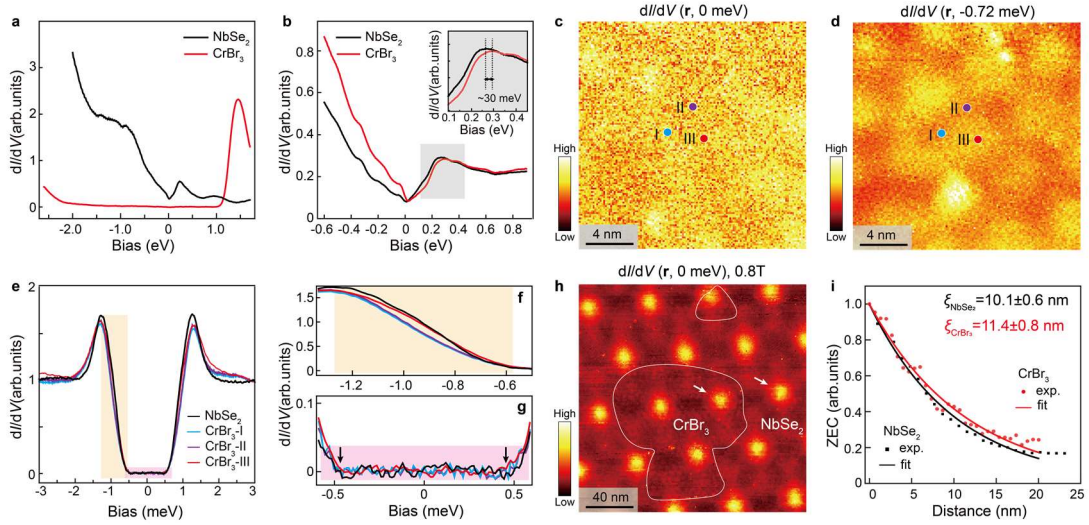 a
NbSe₂
CrBr₃
dI/dV(arb.units)
3
2
1
0
-2.0
-1.0
0
1.0
Bias (eV)
b
NbSe₂
CrBr₃
dI/dV(arb.units)
0.8
0.6
0.4
0.2
0.0
-0.6
-0.4
-0.2
0.0
0.2
0.4
0.6
0.8
Bias (eV)
dI/dV(arb.units)
~30 meV
0.1
0.2
0.3
0.4
Bias (eV)
c
dI/dV (r, 0 meV)
High
Low
II
I
III
4 nm
d
dI/dV (r, -0.72 meV)
High
Low
II
I
III
4 nm
e
dI/dV(arb.units)
2
1
0
NbSe₂
CrBr₃-I
CrBr₃-II
CrBr₃-III
-3
-2
-1
0
1
2
3
Bias (meV)
f
dI/dV(arb.units)
1.5
1.0
0.5
0.0
-1.2
-1.0
-0.8
-0.6
g
0.1
0
-0.5
0
0.5
Bias (meV)
h
dI/dV (r, 0 meV), 0.8T
High
Low
CrBr₃
NbSe₂
40 nm
i
ξNbSe₂=10.1±0.6 nm
ξCrBr₃=11.4±0.8 nm
CrBr₃
exp.
fit
NbSe₂
exp.
fit
ZEC
1.0
0.8
0.6
0.4
0.2
0.0
0
5
10
15
20
25
Distance (nm)